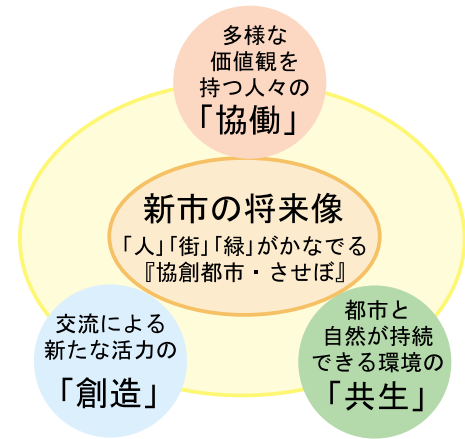 多様な
価値観を
持つ人々の
「協働」
新市の将来像
「人」「街」「緑」がかなでる
『協創都市・させぼ』
交流による
新たな活力の
「創造」
都市と
自然が持続
できる環境の
「共生」